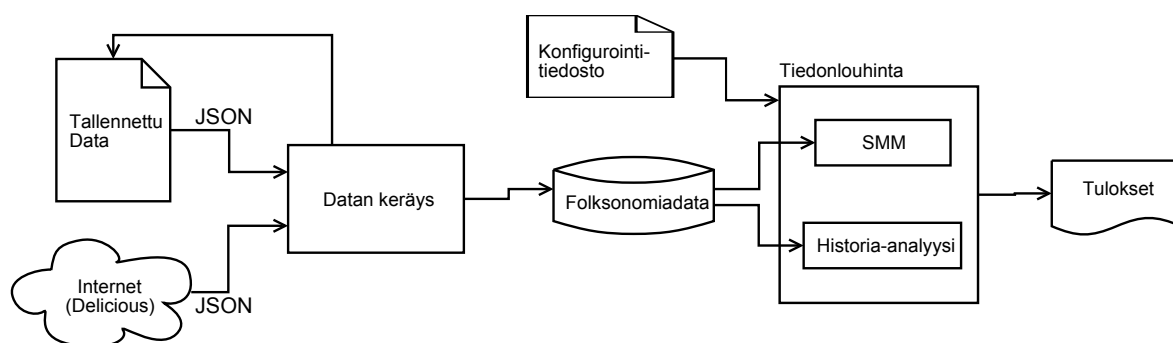 Konfigurointi-
tiedosto
Tiedonlouhinta
Tallennettu
Data
JSON
SMM
Datan keräys
Folksonomiadata
Tulokset
Historia-analyysi
Internet
(Delicious)
JSON